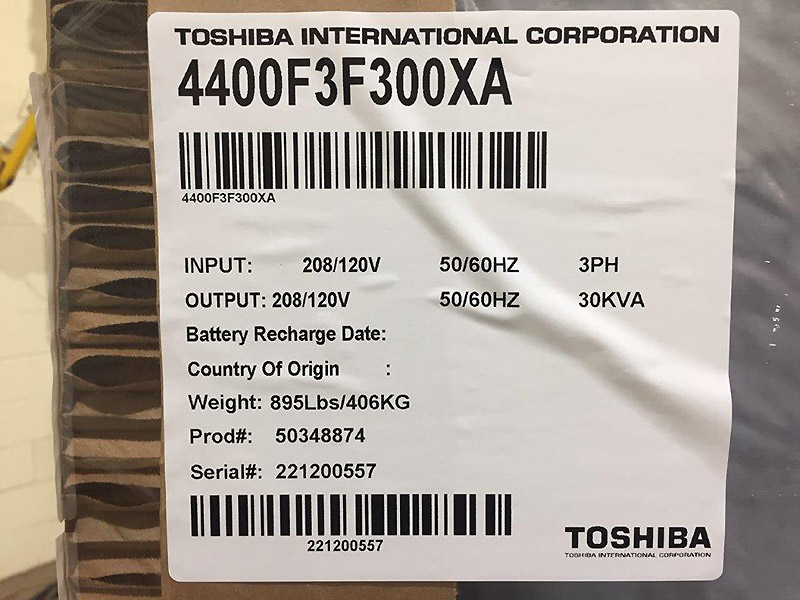 TOSHIBA INTERNATIONAL CORPORATION
4400F3F300XA
4400F3F300XA
INPUT: 208/120V 50/60HZ 3PH
OUTPUT: 208/120V 50/60HZ 30KVA
Battery Recharge Date:
Country Of Origin :
Weight: 895Lbs/406KG
Prod#: 50348874
Serial#: 221200557
221200557
TOSHIBA
TOSHIBA INTERNATIONAL CORPORATION